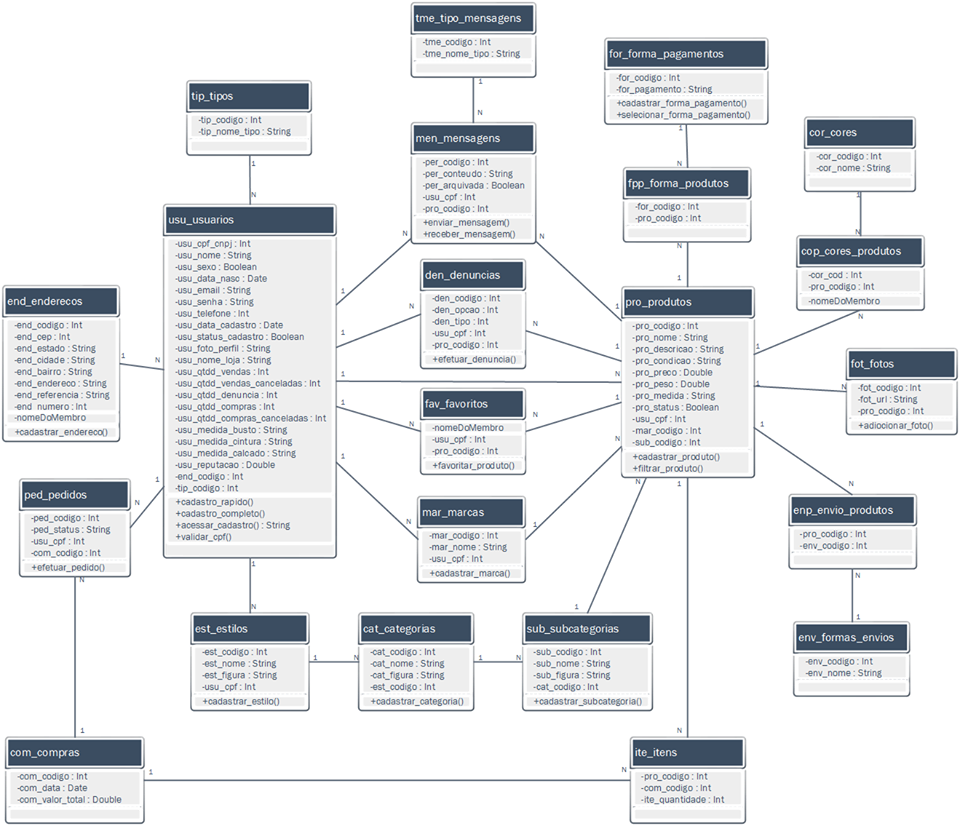 tme_tipo_mensagens
-tme_codigo : Int
-tme_nome_tipo : String
1
N
for_forma_pagamentos
-for_codigo : Int
-for_pagamento : String
+cadastrar_forma_pagamento()
+selecionar_forma_pagamento()
1
N
tip_tipos
-tip_codigo : Int
-tip_nome_tipo : String
1
N
men_mensagens
-per_codigo : Int
-per_conteudo : String
-per_arquivada : Boolean
-usu_cpf : Int
-pro_codigo : Int
+enviar_mensagem()
+receber_mensagem()
N
N
cor_cores
-cor_codigo : Int
-cor_nome : String
1
N
fpp_forma_produtos
-for_codigo : Int
-pro_codigo : Int
N
1
usu_usuarios
-usu_cpf_cnpj : Int
-usu_nome : String
-usu_sexo : Boolean
-usu_data_nasc : Date
-usu_email : String
-usu_senha : String
-usu_telefone : Int
-usu_data_cadastro : Date
-usu_status_cadastro : Boolean
-usu_foto_perfil : String
-usu_nome_loja : String
-usu_qtdd_vendas : Int
-usu_qtdd_vendas_canceladas : Int
-usu_qtdd_denuncia : Int
-usu_qtdd_compras : Int
-usu_qtdd_compras_canceladas : Int
-usu_medida_busto : String
-usu_medida_cintura : String
-usu_medida_calcado : String
-usu_reputacao : Double
-end_codigo : Int
-tip_codigo : Int
+cadastro_rapido()
+cadastro_completo()
+acessar_cadastro() : String
+validar_cpf()
1
1
1
1
1
1
1
N
cop_cores_produtos
-cor_cod : Int
-pro_codigo : Int
-nomeDoMembro
N
den_denuncias
-den_codigo : Int
-den_opcao : Int
-den_tipo : Int
-usu_cpf : Int
-pro_codigo : Int
+efetuar_denuncia()
N
N
end_enderecos
-end_codigo : Int
-end_cep : Int
-end_estado : String
-end_cidade : String
-end_bairro : String
-end_endereco : String
-end_referencia : String
-end_numero : Int
-nomeDoMembro
+cadastrar_endereco()
1
N
pro_produtos
-pro_codigo : Int
-pro_nome : String
-pro_descricao : String
-pro_condicao : String
-pro_preco : Double
-pro_peso : Double
-pro_medida : String
-pro_status : Boolean
-usu_cpf : Int
-mar_codigo : Int
-sub_codigo : Int
+cadastrar_produto()
+filtrar_produto()
1
1
N
1
N
N
1
1
1
1
fot_fotos
-fot_codigo : Int
-fot_url : String
-pro_codigo : Int
+adiocionar_foto()
N
fav_favoritos
-nomeDoMembro
-usu_cpf : Int
-pro_codigo : Int
+favoritar_produto()
N
N
ped_pedidos
-ped_codigo : Int
-ped_status : String
-usu_cpf : Int
-com_codigo : Int
+efetuar_pedido()
N
N
1
mar_marcas
-mar_codigo : Int
-mar_nome : String
-usu_cpf : Int
+cadastrar_marca()
N
1
enp_envio_produtos
-pro_codigo : Int
-env_codigo : Int
N
N
1
est_estilos
-est_codigo : Int
-est_nome : String
-est_figura : String
-usu_cpf : Int
+cadastrar_estilo()
1
N
cat_categorias
-cat_codigo : Int
-cat_nome : String
-cat_figura : String
-est_codigo : Int
+cadastrar_categoria()
1
N
sub_subcategorias
-sub_codigo : Int
-sub_nome : String
-sub_figura : String
-cat_codigo : Int
+cadastrar_subcategoria()
1
env_formas_envios
-env_codigo : Int
-env_nome : String
com_compras
-com_codigo : Int
-com_data : Date
-com_valor_total : Double
1
N
ite_itens
-pro_codigo : Int
-com_codigo : Int
-ite_quantidade : Int
N